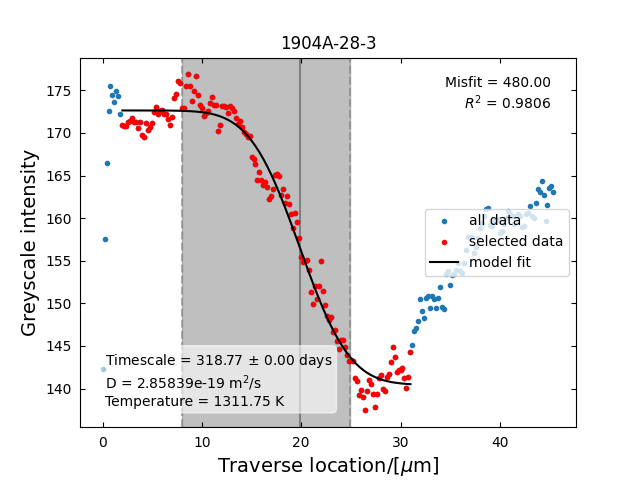 1904A-28-3
Misfit = 480.00
R² = 0.9806
175
170
165
160
155
150
145
140
Greyscale intensity
all data
selected data
model fit
Timescale = 318.77 ± 0.00 days
D = 2.85839e-19 m²/s
Temperature = 1311.75 K
0
10
20
30
40
Traverse location/[μm]